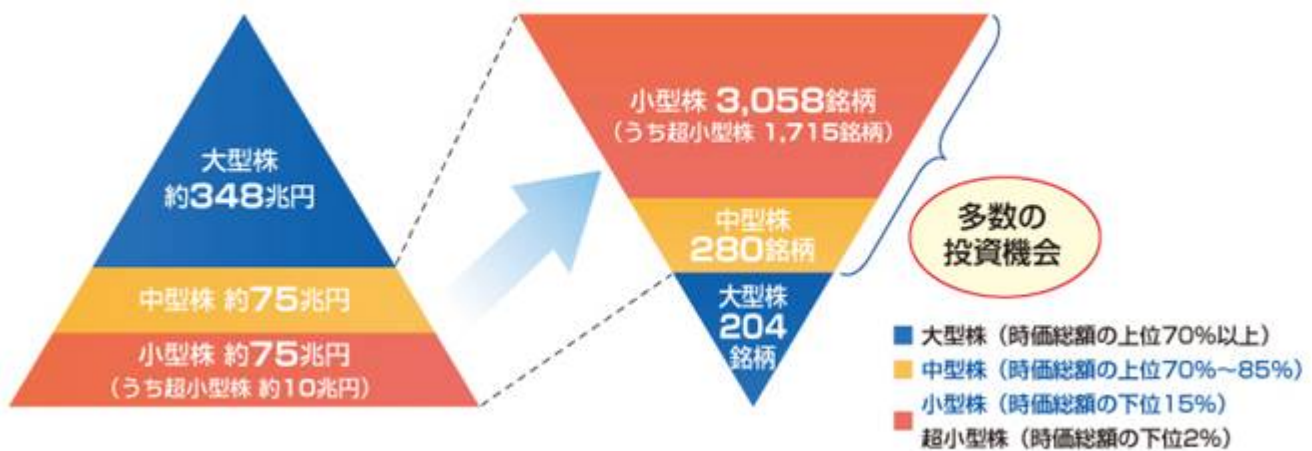 大型株
約348兆円
中型株 約75兆円
小型株 約75兆円
(うち超小型株 約10兆円)
小型株 3,058銘柄
(うち超小型株 1,715銘柄)
中型株
280銘柄
大型株
204
銘柄
多数の
投資機会
大型株(時価総額の上位70%以上)
中型株(時価総額の上位70%~85%)
小型株(時価総額の下位15%)
超小型株(時価総額の下位2%)